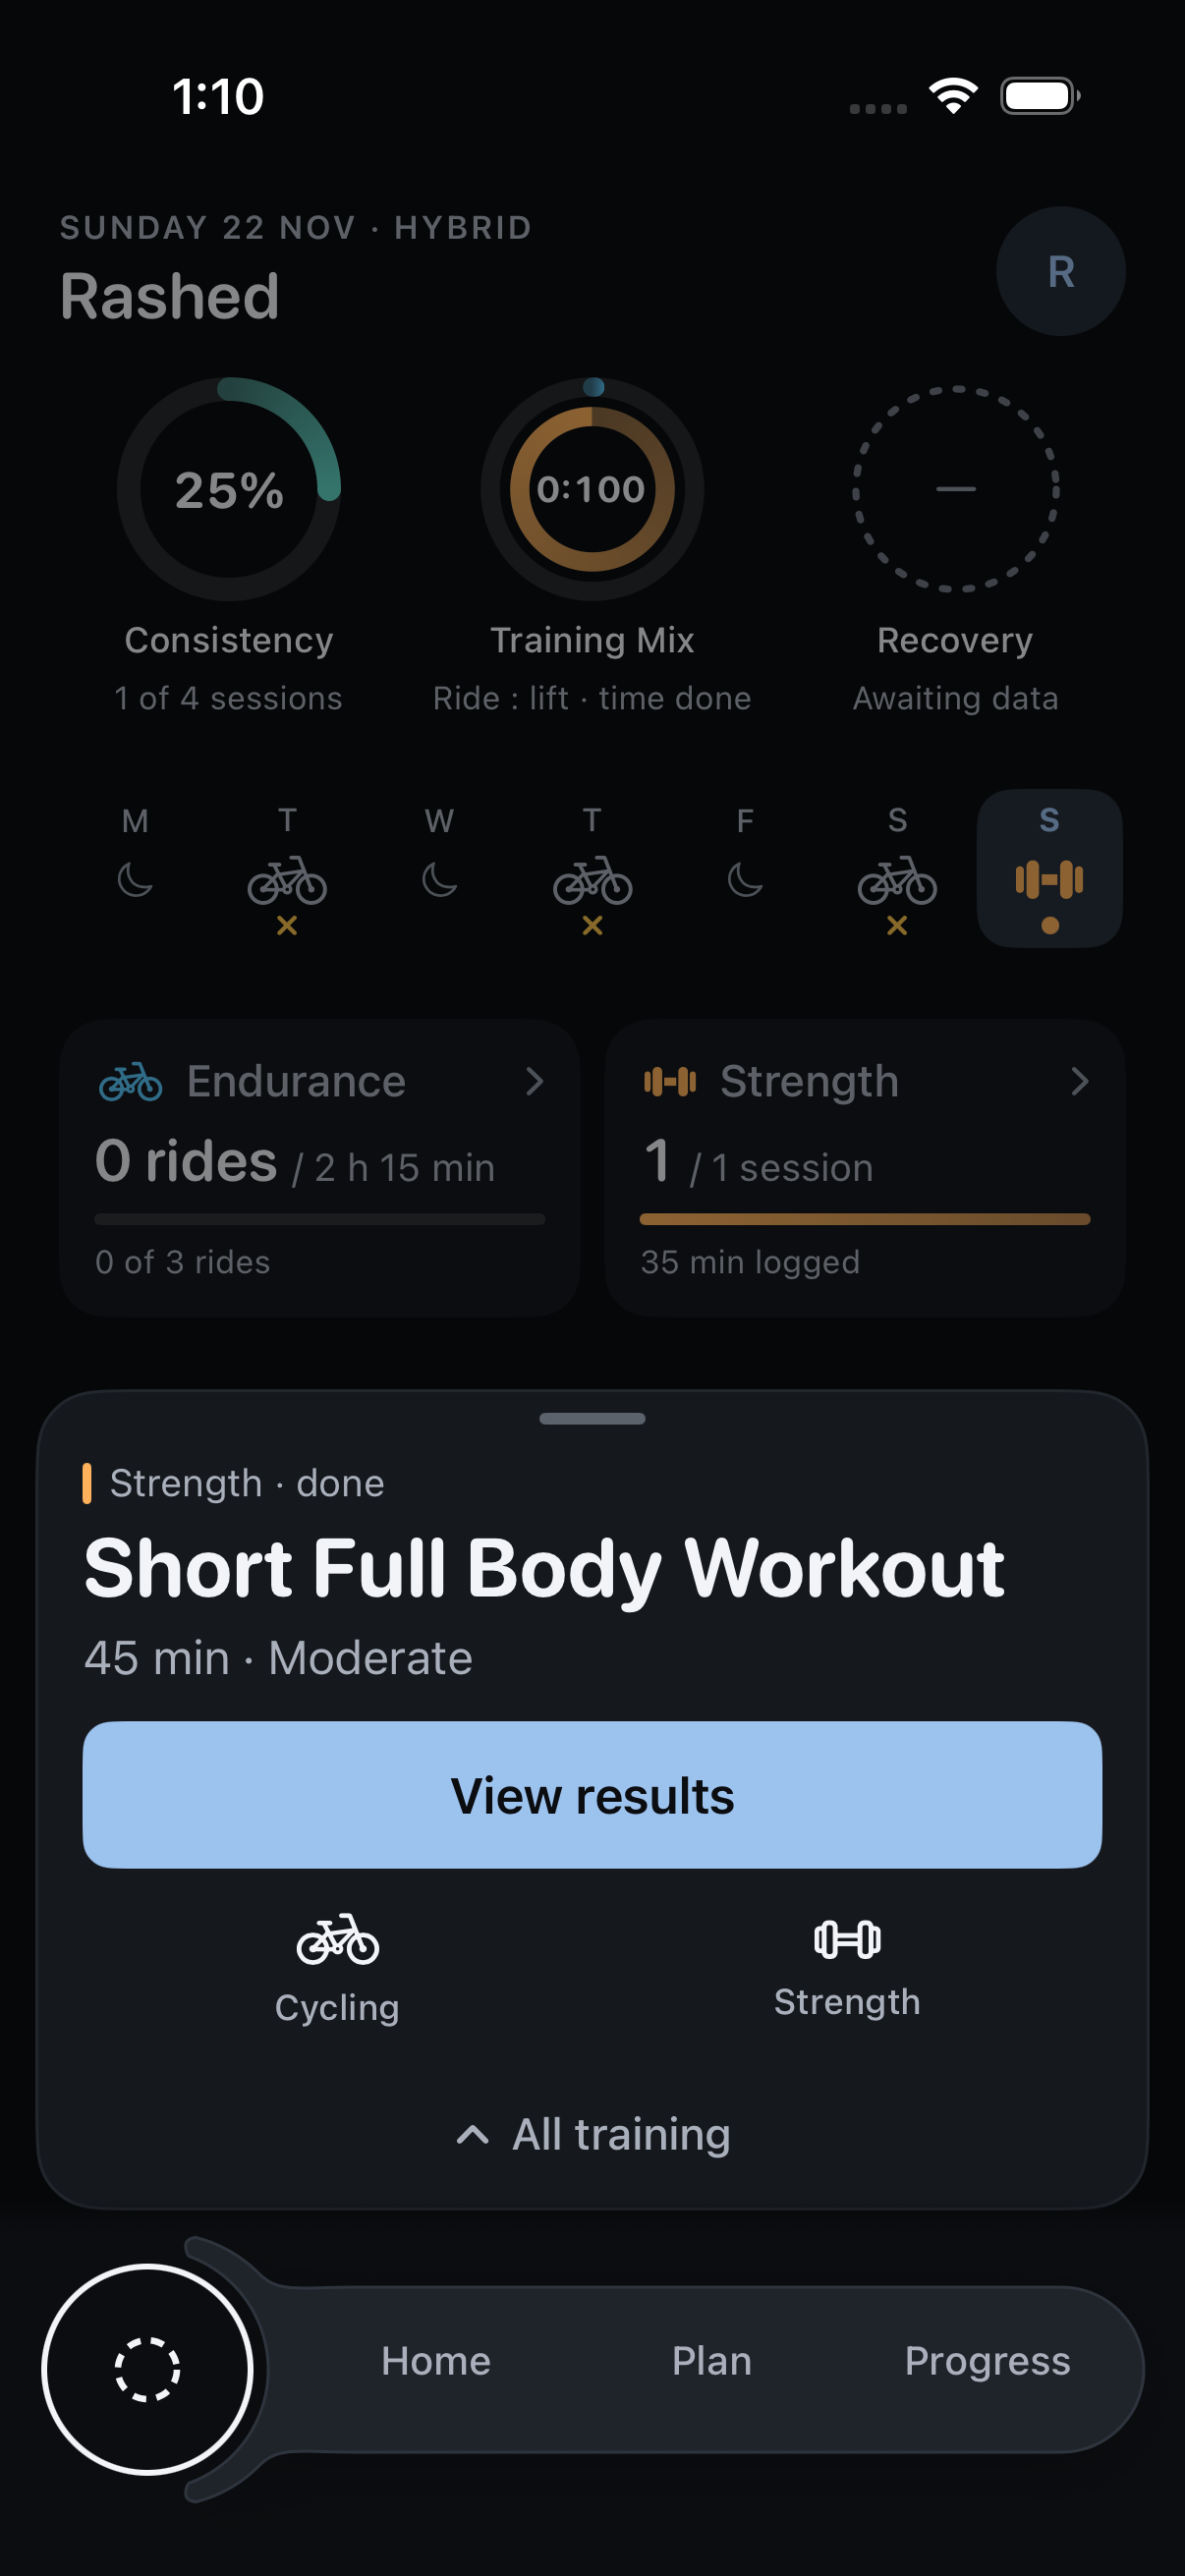 1:10
SUNDAY 22 NOV · HYBRID
Rashed
R
25%
0:100
—
Consistency
Training Mix
Recovery
1 of 4 sessions
Ride : lift · time done
Awaiting data
M T W T F S S
Endurance
0 rides / 2 h 15 min
0 of 3 rides
Strength
1 / 1 session
35 min logged
Strength · done
Short Full Body Workout
45 min · Moderate
View results
Cycling
Strength
All training
Home
Plan
Progress